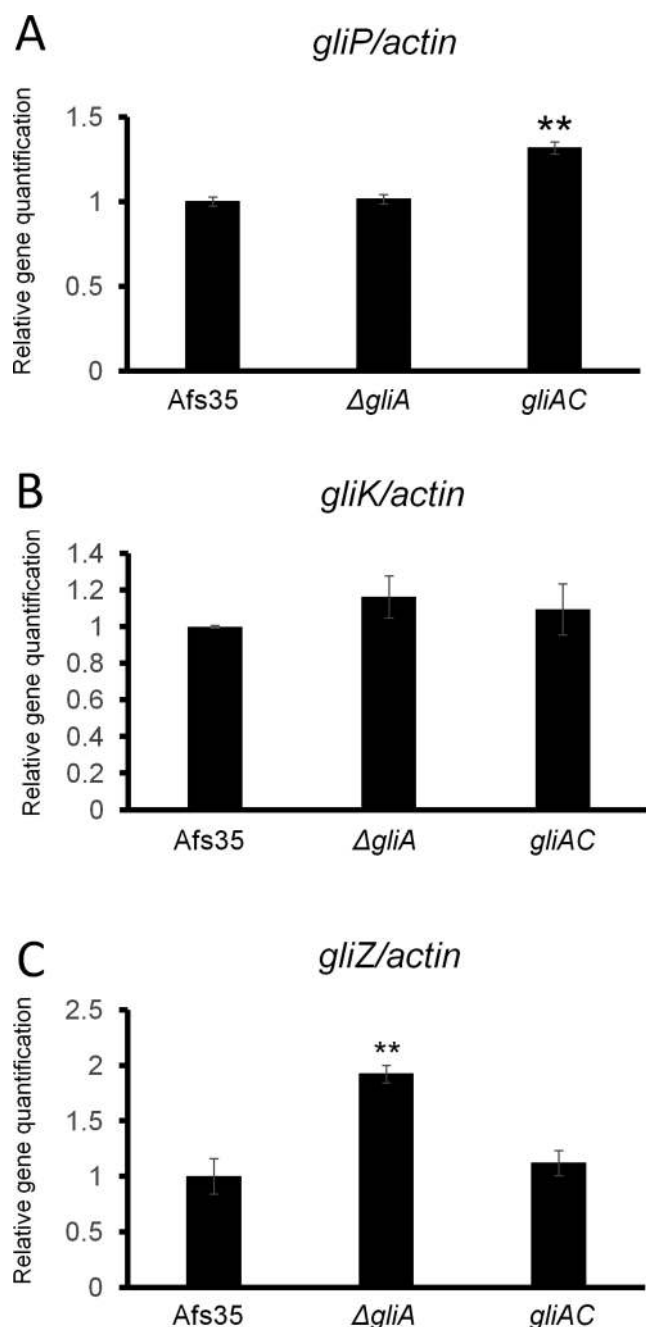 A
gliP/actin
Relative gene quantification
1.5
**
1
0.5
0
Afs35 ΔgliA gliAC
B
gliK/actin
Relative gene quantification
1.4
1.2
1
0.8
0.6
0.4
0.2
0
Afs35 ΔgliA gliAC
C
gliZ/actin
Relative gene quantification
2.5
2
**
1.5
1
0.5
0
Afs35 ΔgliA gliAC